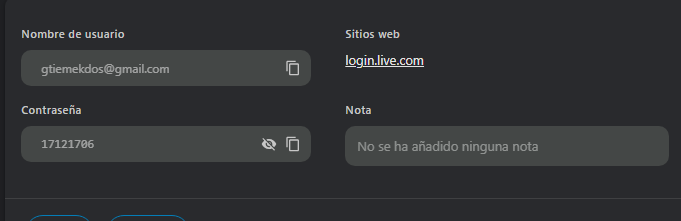 Nombre de usuario
gtiemekdos@gmail.com
Contraseña
17121706
Sitios web
login.live.com
Nota
No se ha añadido ninguna nota